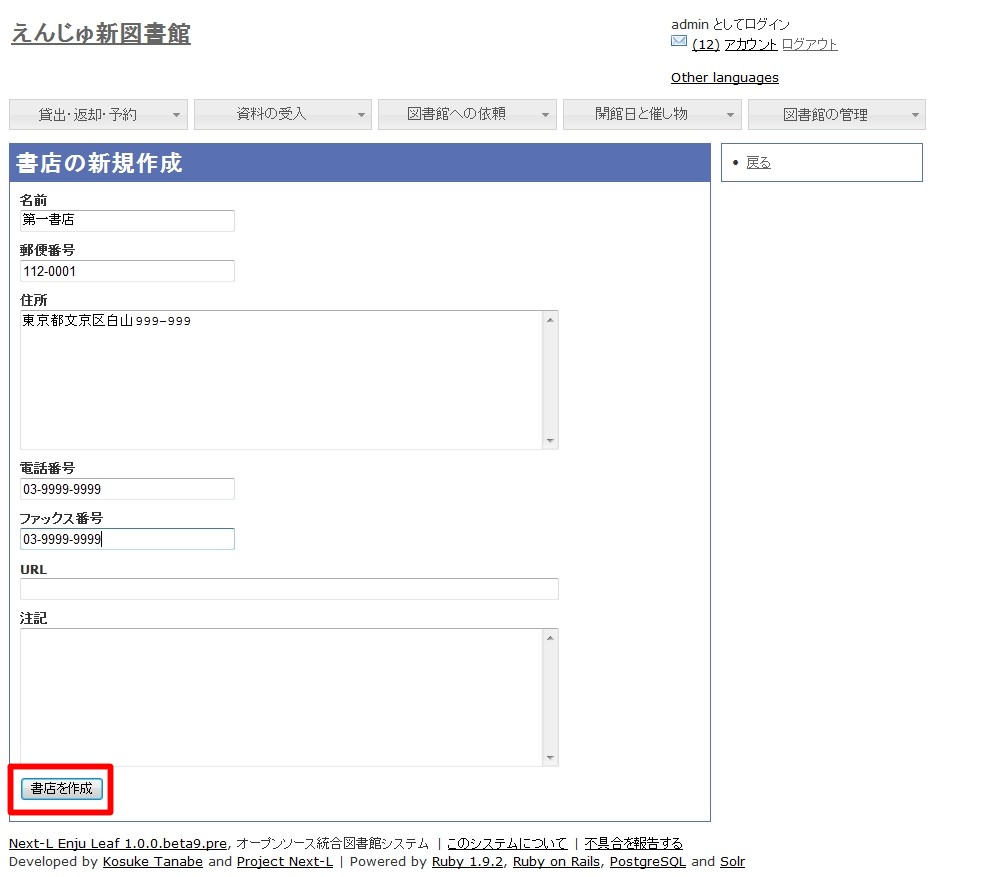 えんじゅ新図書館
admin としてログイン
(12) アカウント ログアウト
Other languages
貸出・返却・予約 資料の受入 図書館への依頼 開館日と催し物 図書館の管理
書店の新規作成
• 戻る
名前
第一書店
郵便番号
112-0001
住所
東京都文京区白山999-999
電話番号
03-9999-9999
ファックス番号
03-9999-9999
URL
注記
書店を作成
Next-L Enju Leaf 1.0.0.beta9.pre, オープンソース統合図書館システム | このシステムについて | 不具合を報告する
Developed by Kosuke Tanabe and Project Next-L | Powered by Ruby 1.9.2, Ruby on Rails, PostgreSQL and Solr